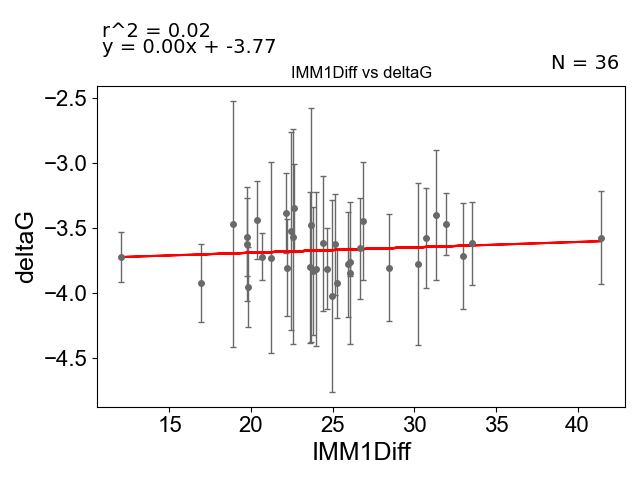 r^2 = 0.02
y = 0.00x + -3.77
N = 36
IMM1Diff vs deltaG
−2.5
−3.0
−3.5
−4.0
−4.5
deltaG
15 20 25 30 35 40
IMM1Diff